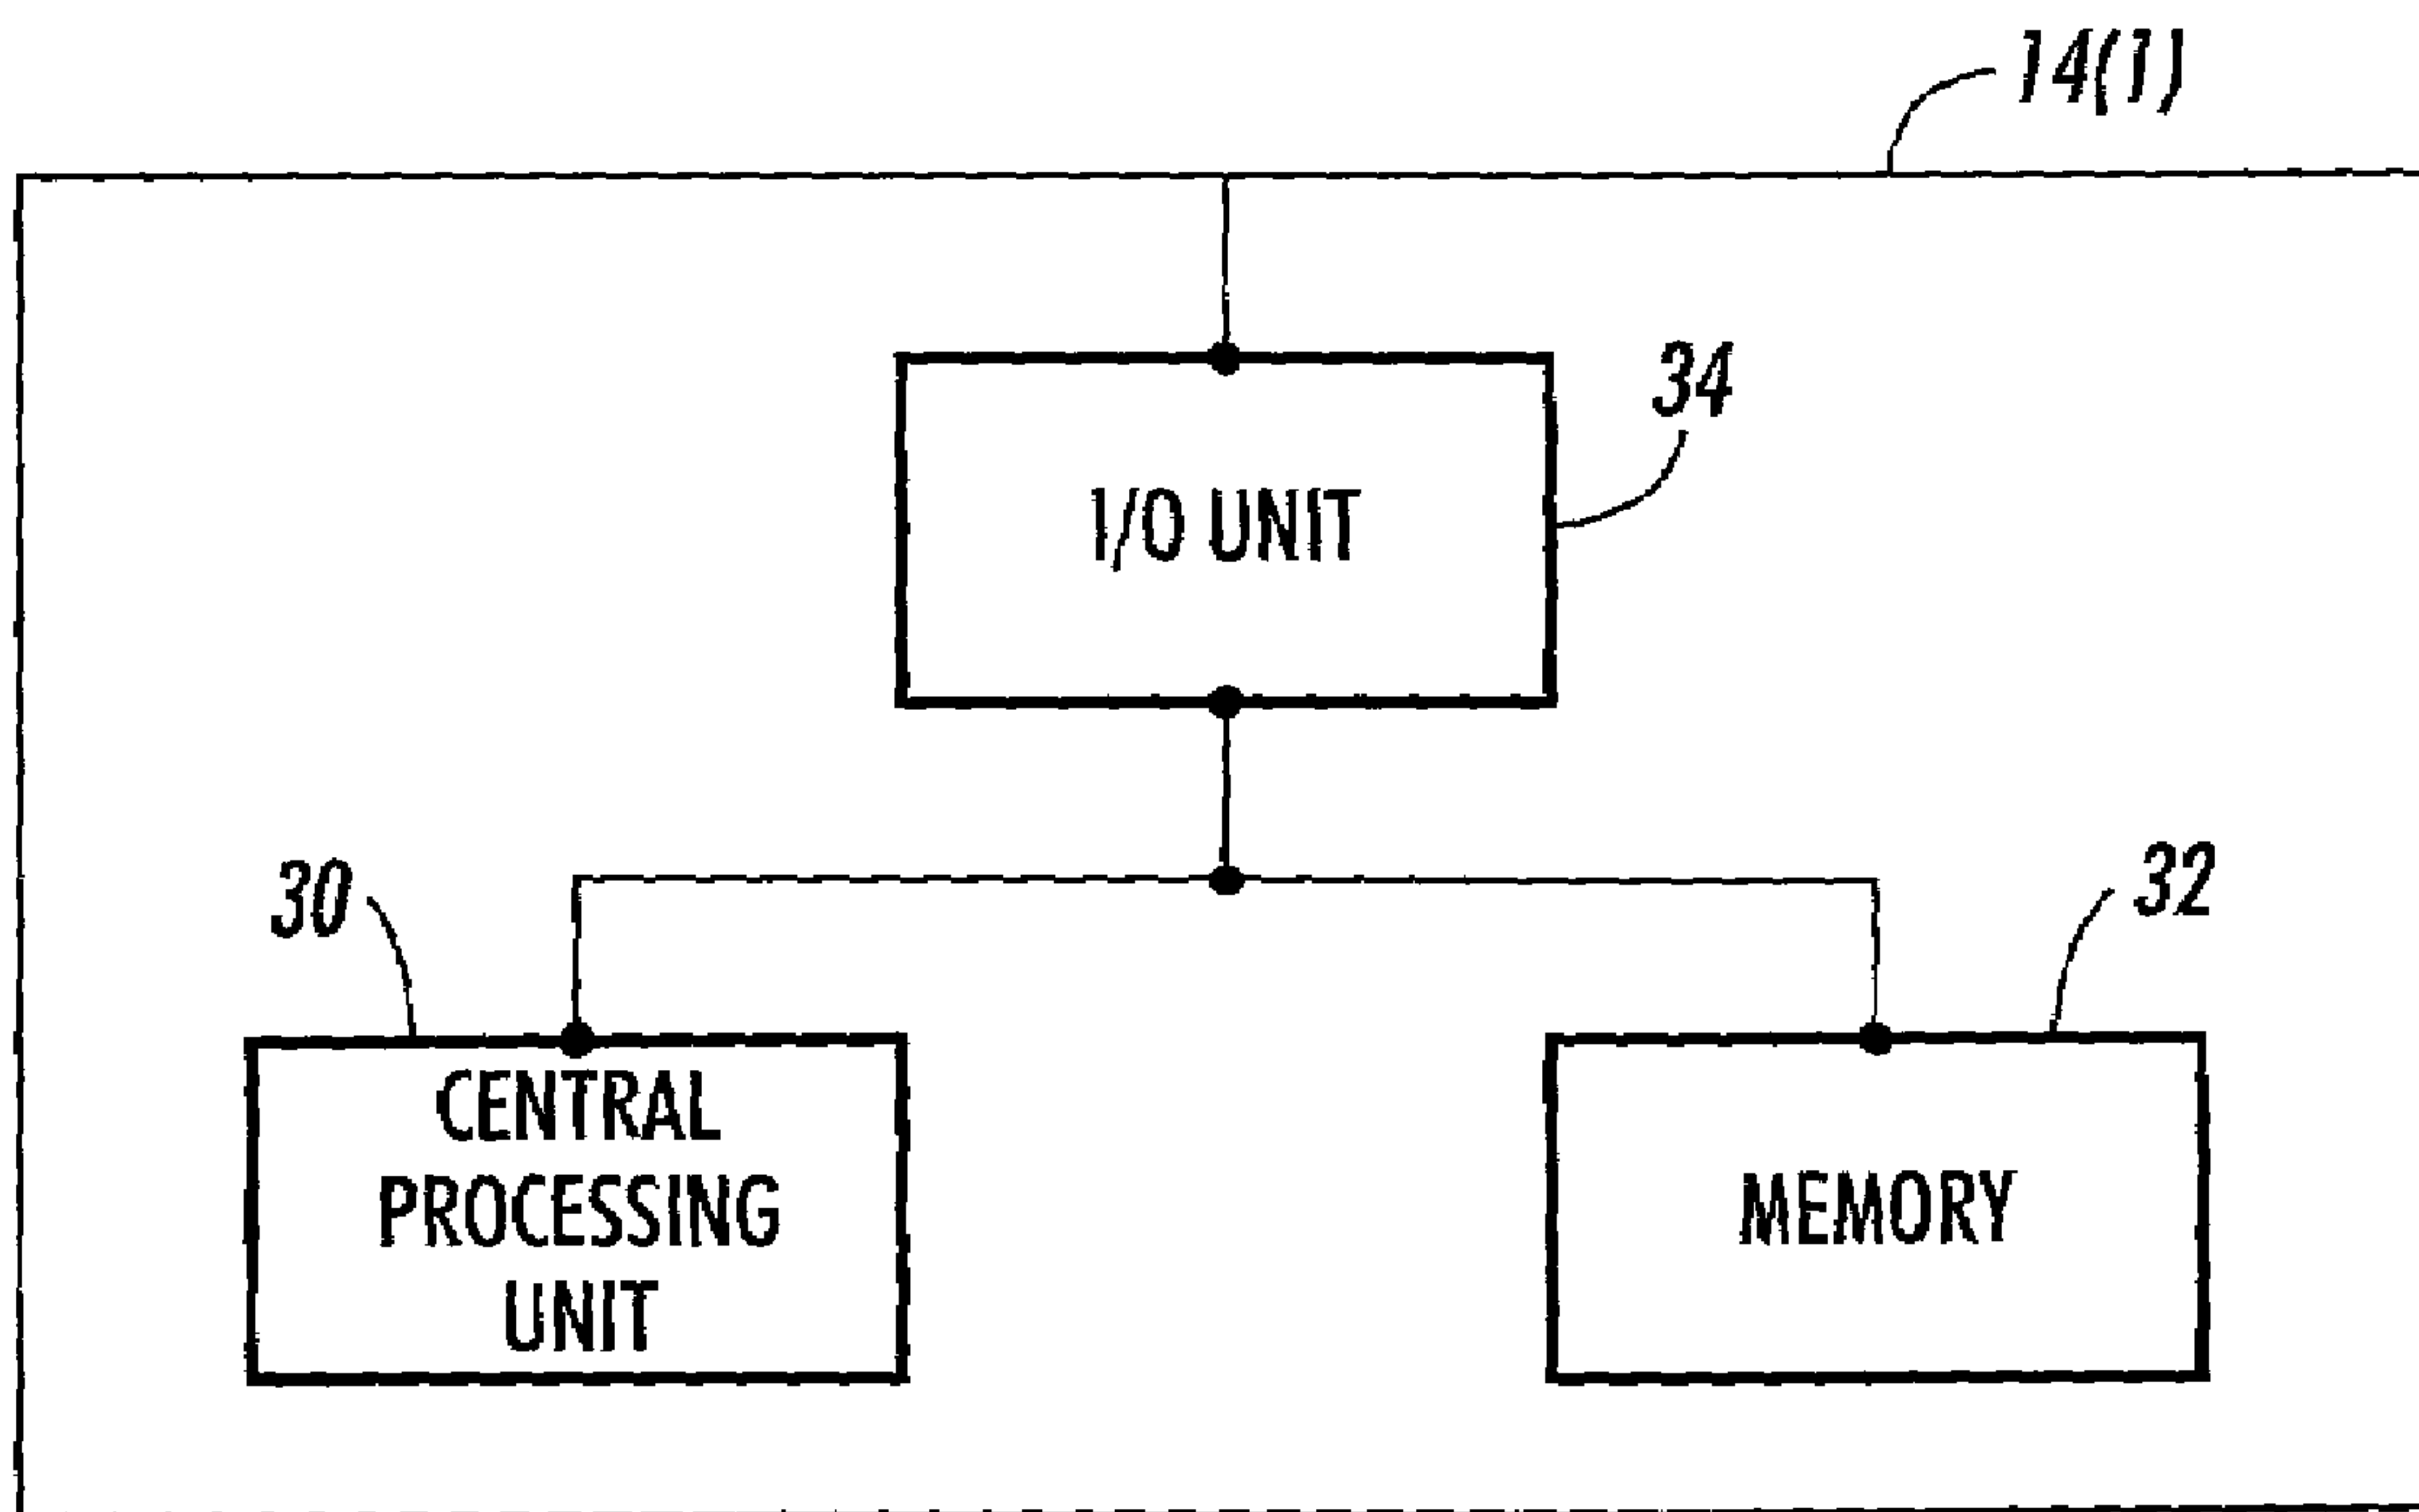 14(1)
34
I/O UNIT
30
32
CENTRAL
PROCESSING
UNIT
MEMORY